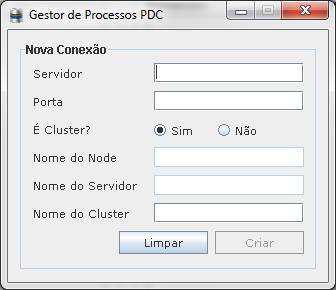 Gestor de Processos PDC
Nova Conexão
Servidor
Porta
É Cluster? Sim Não
Nome do Node
Nome do Servidor
Nome do Cluster
Limpar Criar